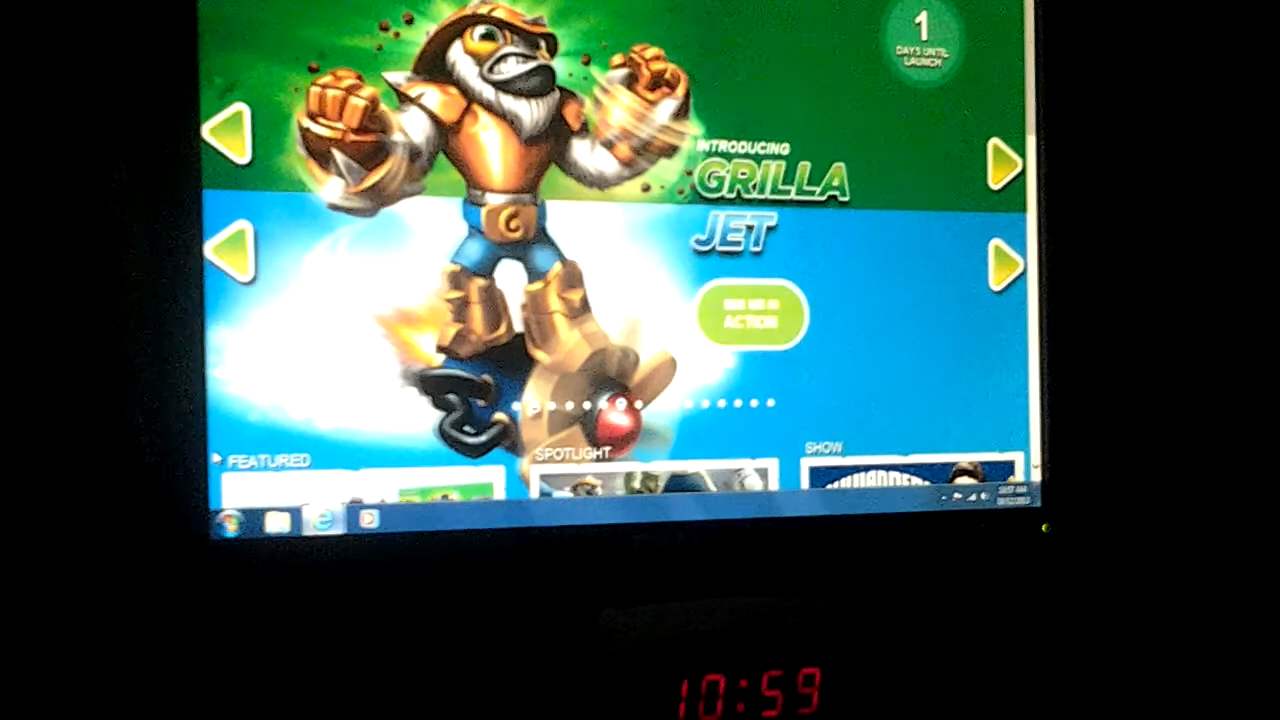 1
DAYS UNTIL
LAUNCH
INTRODUCING
GRILLA
JET
ACTION
FEATURED
SPOTLIGHT
SHOW
G
10:59